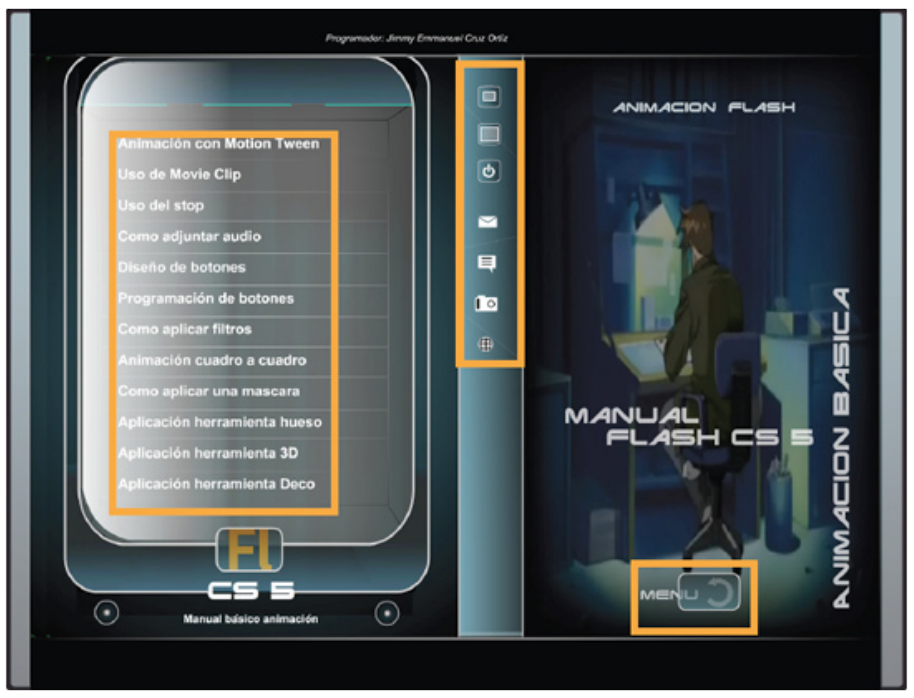 Programador: Jimmy Emmanuel Cruz Ortiz
Animación con Motion Tween
Uso de Movie Clip
Uso del stop
Como adjuntar audio
Diseño de botones
Programación de botones
Como aplicar filtros
Animación cuadro a cuadro
Como aplicar una mascara
Aplicación herramienta hueso
Aplicación herramienta 3D
Aplicación herramienta Deco
Fl
CS 5
Manual básico animación
ANIMACION FLASH
MANUAL
FLASH CS 5
ANIMACION BASICA
MENU